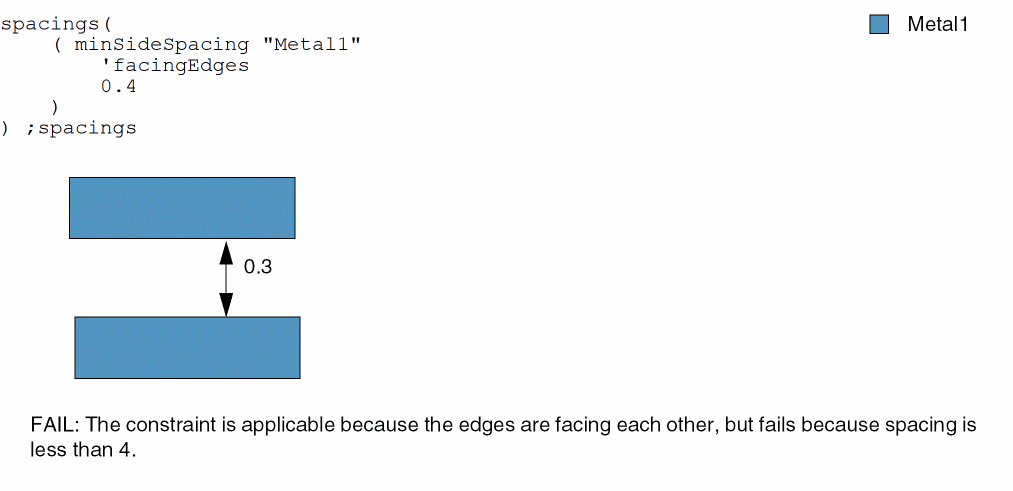 spacings(
( minSideSpacing "Metal1"
'facingEdges
0.4
)
) ;spacings
Metal1
0.3
FAIL: The constraint is applicable because the edges are facing each other, but fails because spacing is
less than 4.